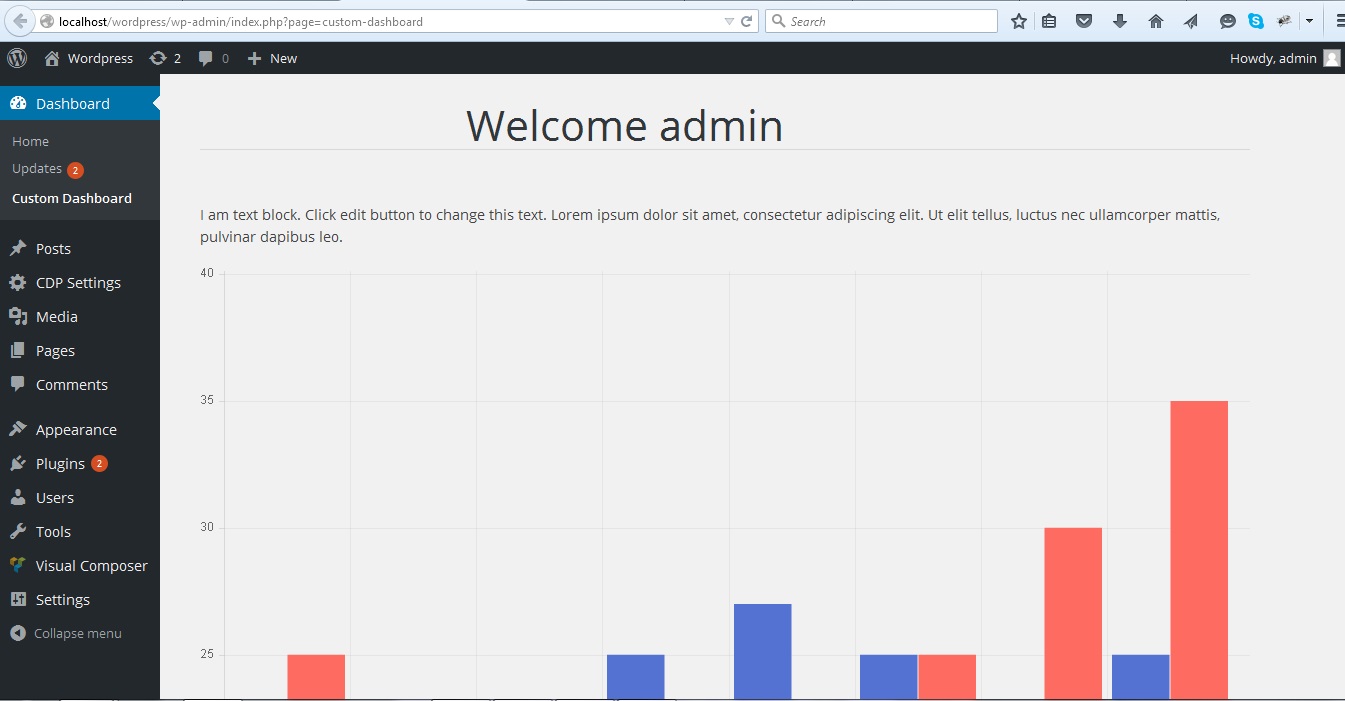 localhost/wordpress/wp-admin/index.php?page=custom-dashboard
Search
Wordpress 2 0 New
Howdy, admin
Dashboard
Home
Updates 2
Custom Dashboard
Posts
CDP Settings
Media
Pages
Comments
Appearance
Plugins 2
Users
Tools
Visual Composer
Settings
Collapse menu
Welcome admin
I am text block. Click edit button to change this text. Lorem ipsum dolor sit amet, consectetur adipiscing elit. Ut elit tellus, luctus nec ullamcorper mattis,
pulvinar dapibus leo.
40
35
30
25